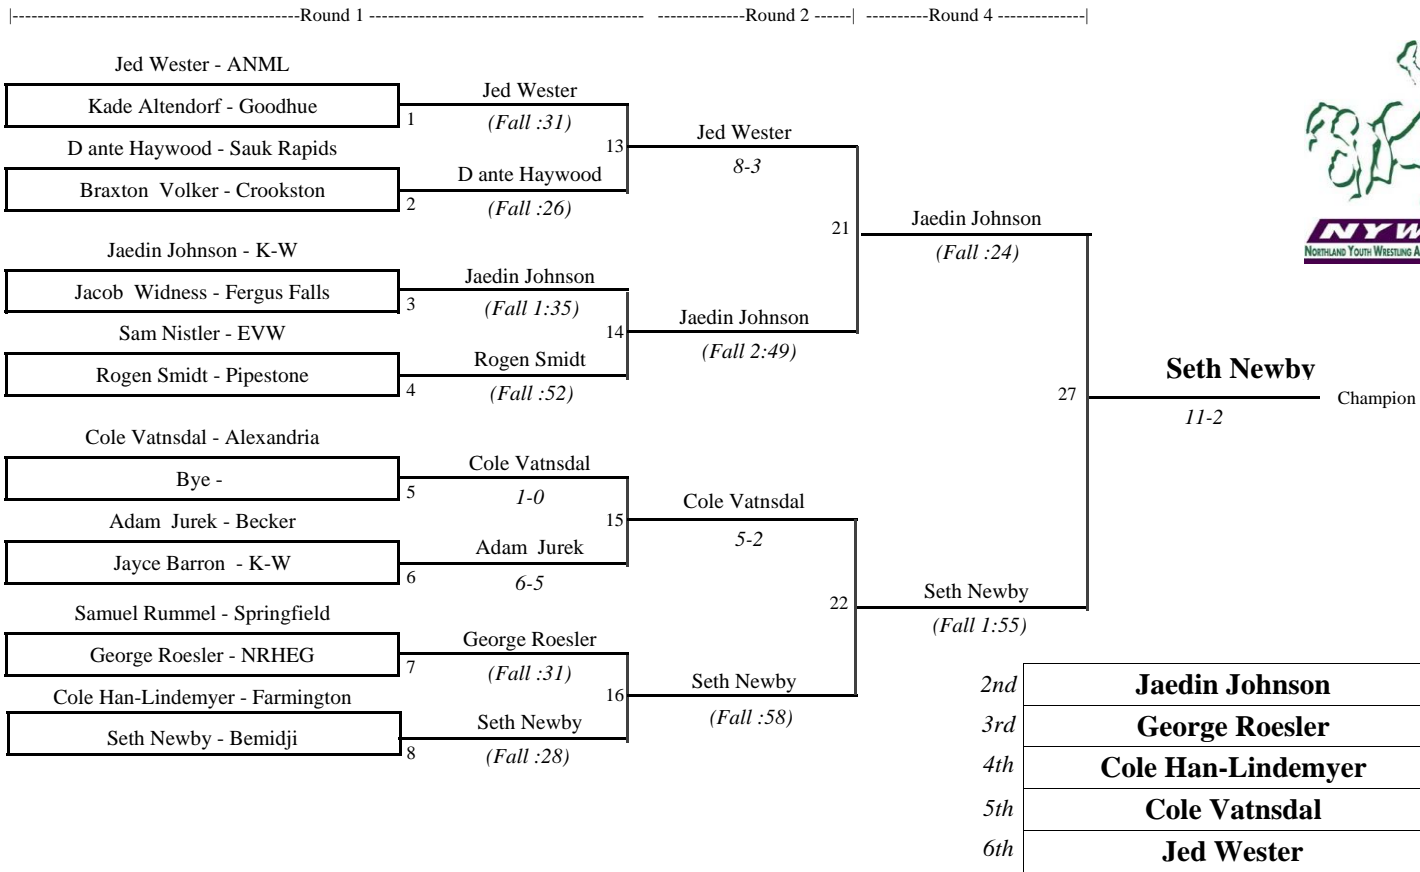 |------------------------------------------Round 1 ---------------------------------------- -------------Round 2 ------| ----------Round 4 -------------|
Jed Wester - ANML
Kade Altendorf - Goodhue
1
Jed Wester
(Fall :31)
D ante Haywood - Sauk Rapids
Braxton Volker - Crookston
2
D ante Haywood
(Fall :26)
13
Jed Wester
8-3
Jaedin Johnson - K-W
Jacob Widness - Fergus Falls
3
Jaedin Johnson
(Fall 1:35)
Sam Nistler - EVW
Rogen Smidt - Pipestone
4
Rogen Smidt
(Fall :52)
14
Jaedin Johnson
(Fall 2:49)
21
Jaedin Johnson
(Fall :24)
Cole Vatnsdal - Alexandria
Bye -
5
Cole Vatnsdal
1-0
Adam Jurek - Becker
Jayce Barron - K-W
6
Adam Jurek
6-5
15
Cole Vatnsdal
5-2
Samuel Rummel - Springfield
George Roesler - NRHEG
7
George Roesler
(Fall :31)
Cole Han-Lindemyer - Farmington
Seth Newby - Bemidji
8
Seth Newby
(Fall :28)
16
Seth Newby
(Fall :58)
22
Seth Newby
(Fall 1:55)
27
Seth Newby
11-2
Champion
NYW
NORTHLAND YOUTH WRESTLING A
2nd Jaedin Johnson
3rd George Roesler
4th Cole Han-Lindemyer
5th Cole Vatnsdal
6th Jed Wester